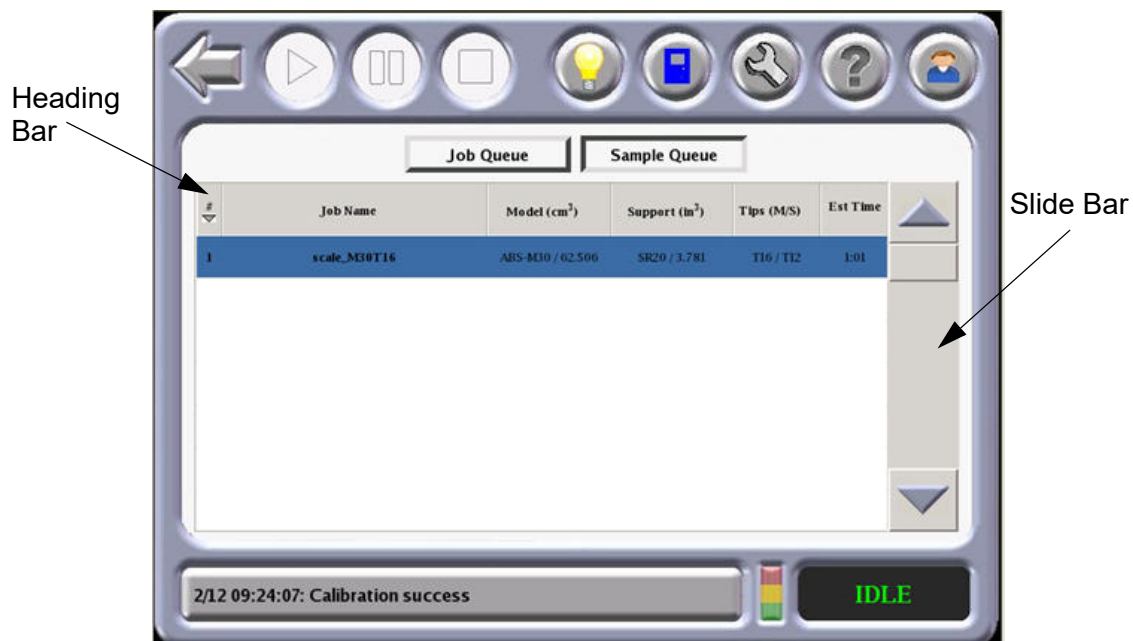 Heading
Bar
Job Queue
Sample Queue
# Job Name Model (cm³) Support (in³) Tips (M/S) Est Time
1 scale_M30T16 ABS-M30 / 62.506 SR20 / 3.781 T16 / T12 1:01
Slide Bar
2/12 09:24:07: Calibration success
IDLE